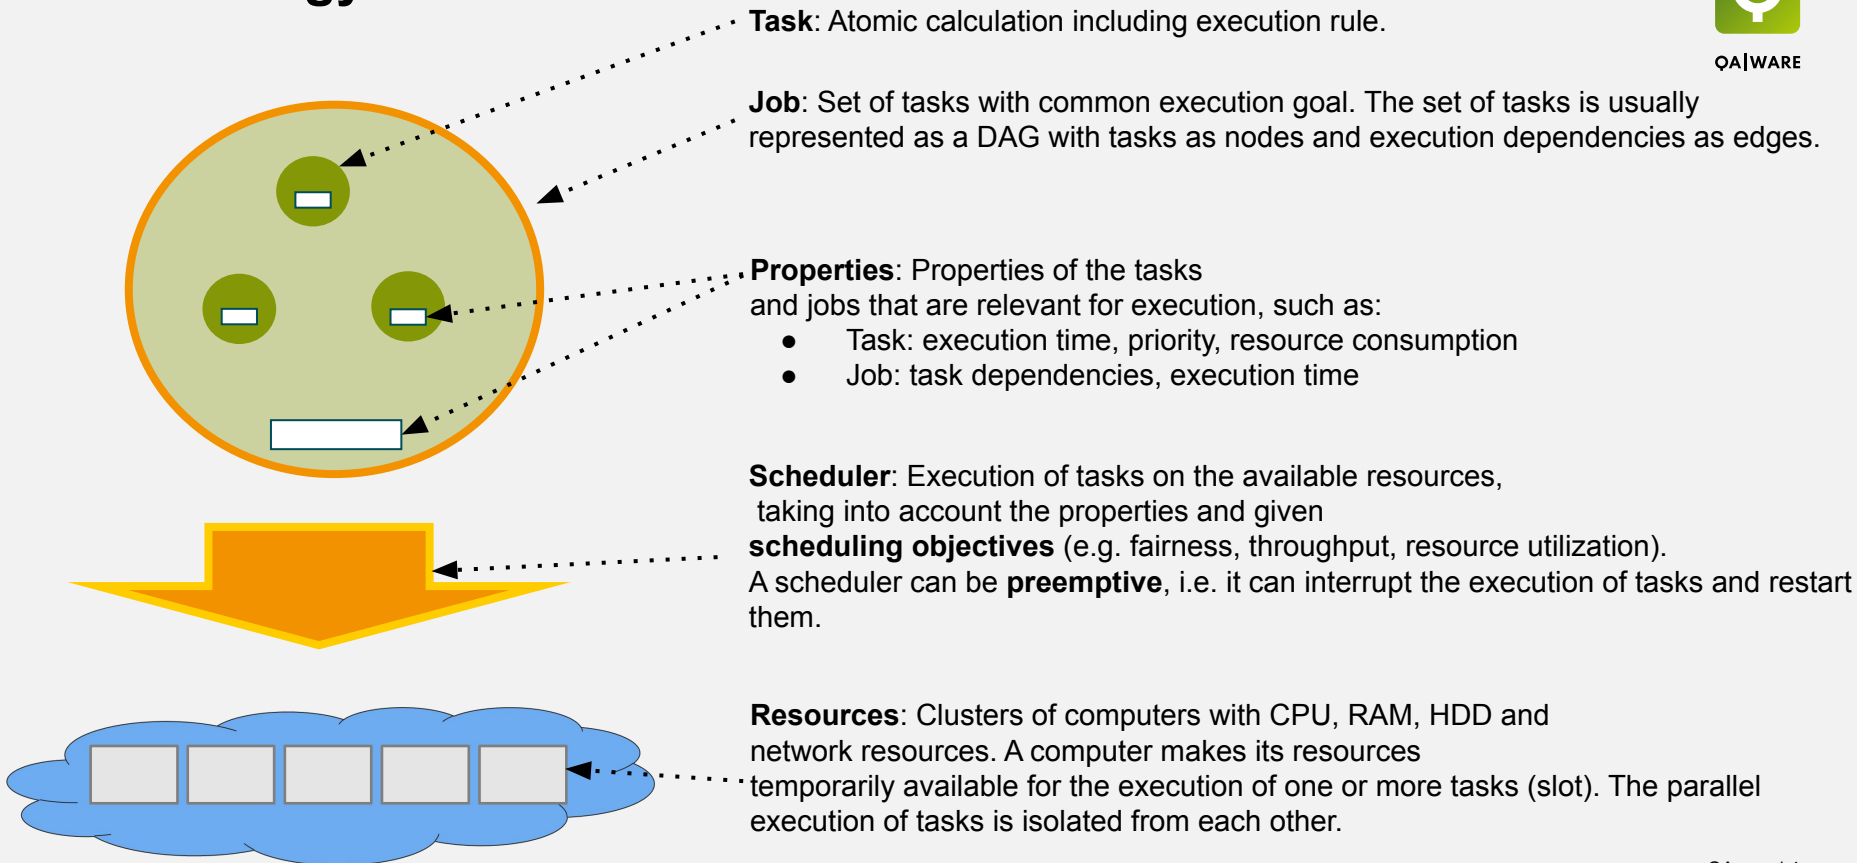 Task: Atomic calculation including execution rule.
QA|WARE
Job: Set of tasks with common execution goal. The set of tasks is usually
represented as a DAG with tasks as nodes and execution dependencies as edges.
Properties: Properties of the tasks
and jobs that are relevant for execution, such as:
● Task: execution time, priority, resource consumption
● Job: task dependencies, execution time
Scheduler: Execution of tasks on the available resources,
taking into account the properties and given
scheduling objectives (e.g. fairness, throughput, resource utilization).
A scheduler can be preemptive, i.e. it can interrupt the execution of tasks and restart
them.
Resources: Clusters of computers with CPU, RAM, HDD and
network resources. A computer makes its resources
temporarily available for the execution of one or more tasks (slot). The parallel
execution of tasks is isolated from each other.